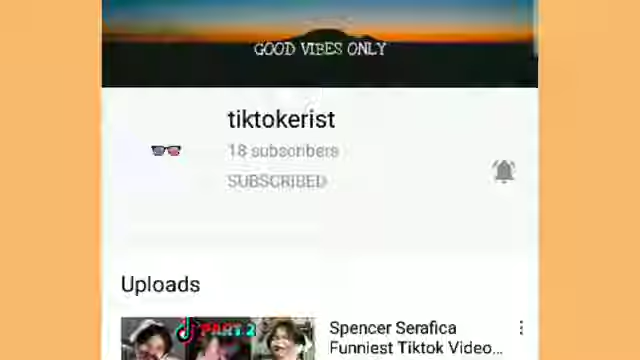 GOOD VIBES ONLY
tiktokerist
18 subscribers
SUBSCRIBED
Uploads
PART 2
Spencer Serafica
Funniest Tiktok Video...